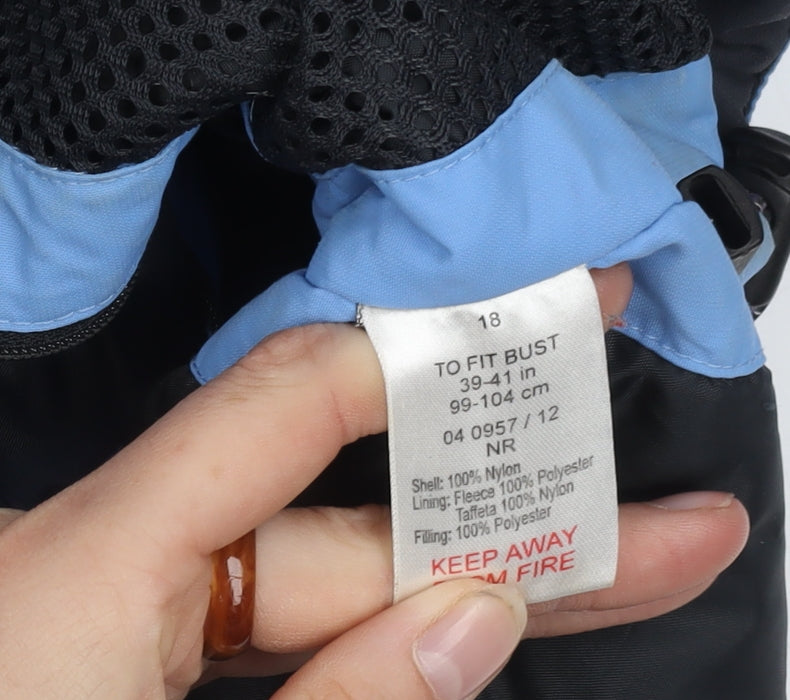 18
TO FIT BUST
39-41 in
99-104 cm
04 0957 / 12
NR
Shell: 100% Nylon
Lining: Fleece 100% Polyester
Taffeta 100% Nylon
Filling: 100% Polyester
KEEP AWAY
FIRE